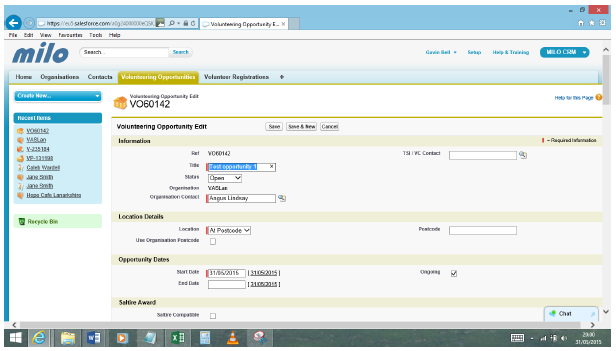 https://eu5.salesforce.com
Volunteering Opportunity E...
File Edit View Favourites Tools Help
milo
Search...
Search
Gavin Bell
Setup
Help & Training
MILO CRM
Home Organisations Contacts Volunteering Opportunities Volunteer Registrations +
Create New...
Volunteering Opportunity Edit
VO60142
Help for this Page
Recent Items
VO60142
VASLan
V-235184
VP-131198
Caleb Wardell
Jane Smith
Jane Smith
Hope Cafe Lanarkshire
Recycle Bin
Volunteering Opportunity Edit
Save
Save & New
Cancel
Information
= Required Information
Ref VO60142
TSI / VC Contact
Title Test opportunity 1
Status Open
Organisation VASLan
Organisation Contact Angus Lindsay
Location Details
Location At Postcode
Postcode
Use Organisation Postcode
Opportunity Dates
Start Date 31/05/2015 [ 31/05/2015 ]
Ongoing
End Date [ 31/05/2015 ]
Saltire Award
Saltire Compatible
Chat
20:00
31/05/2015